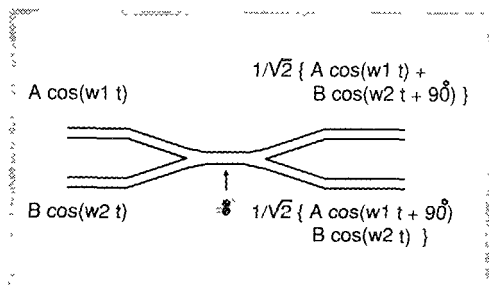 A cos(w1 t)
1/√2 { A cos(w1 t) +
B cos(w2 t + 90°) }
B cos(w2 t)
1/√2 { A cos(w1 t + 90°)
B cos(w2 t) }